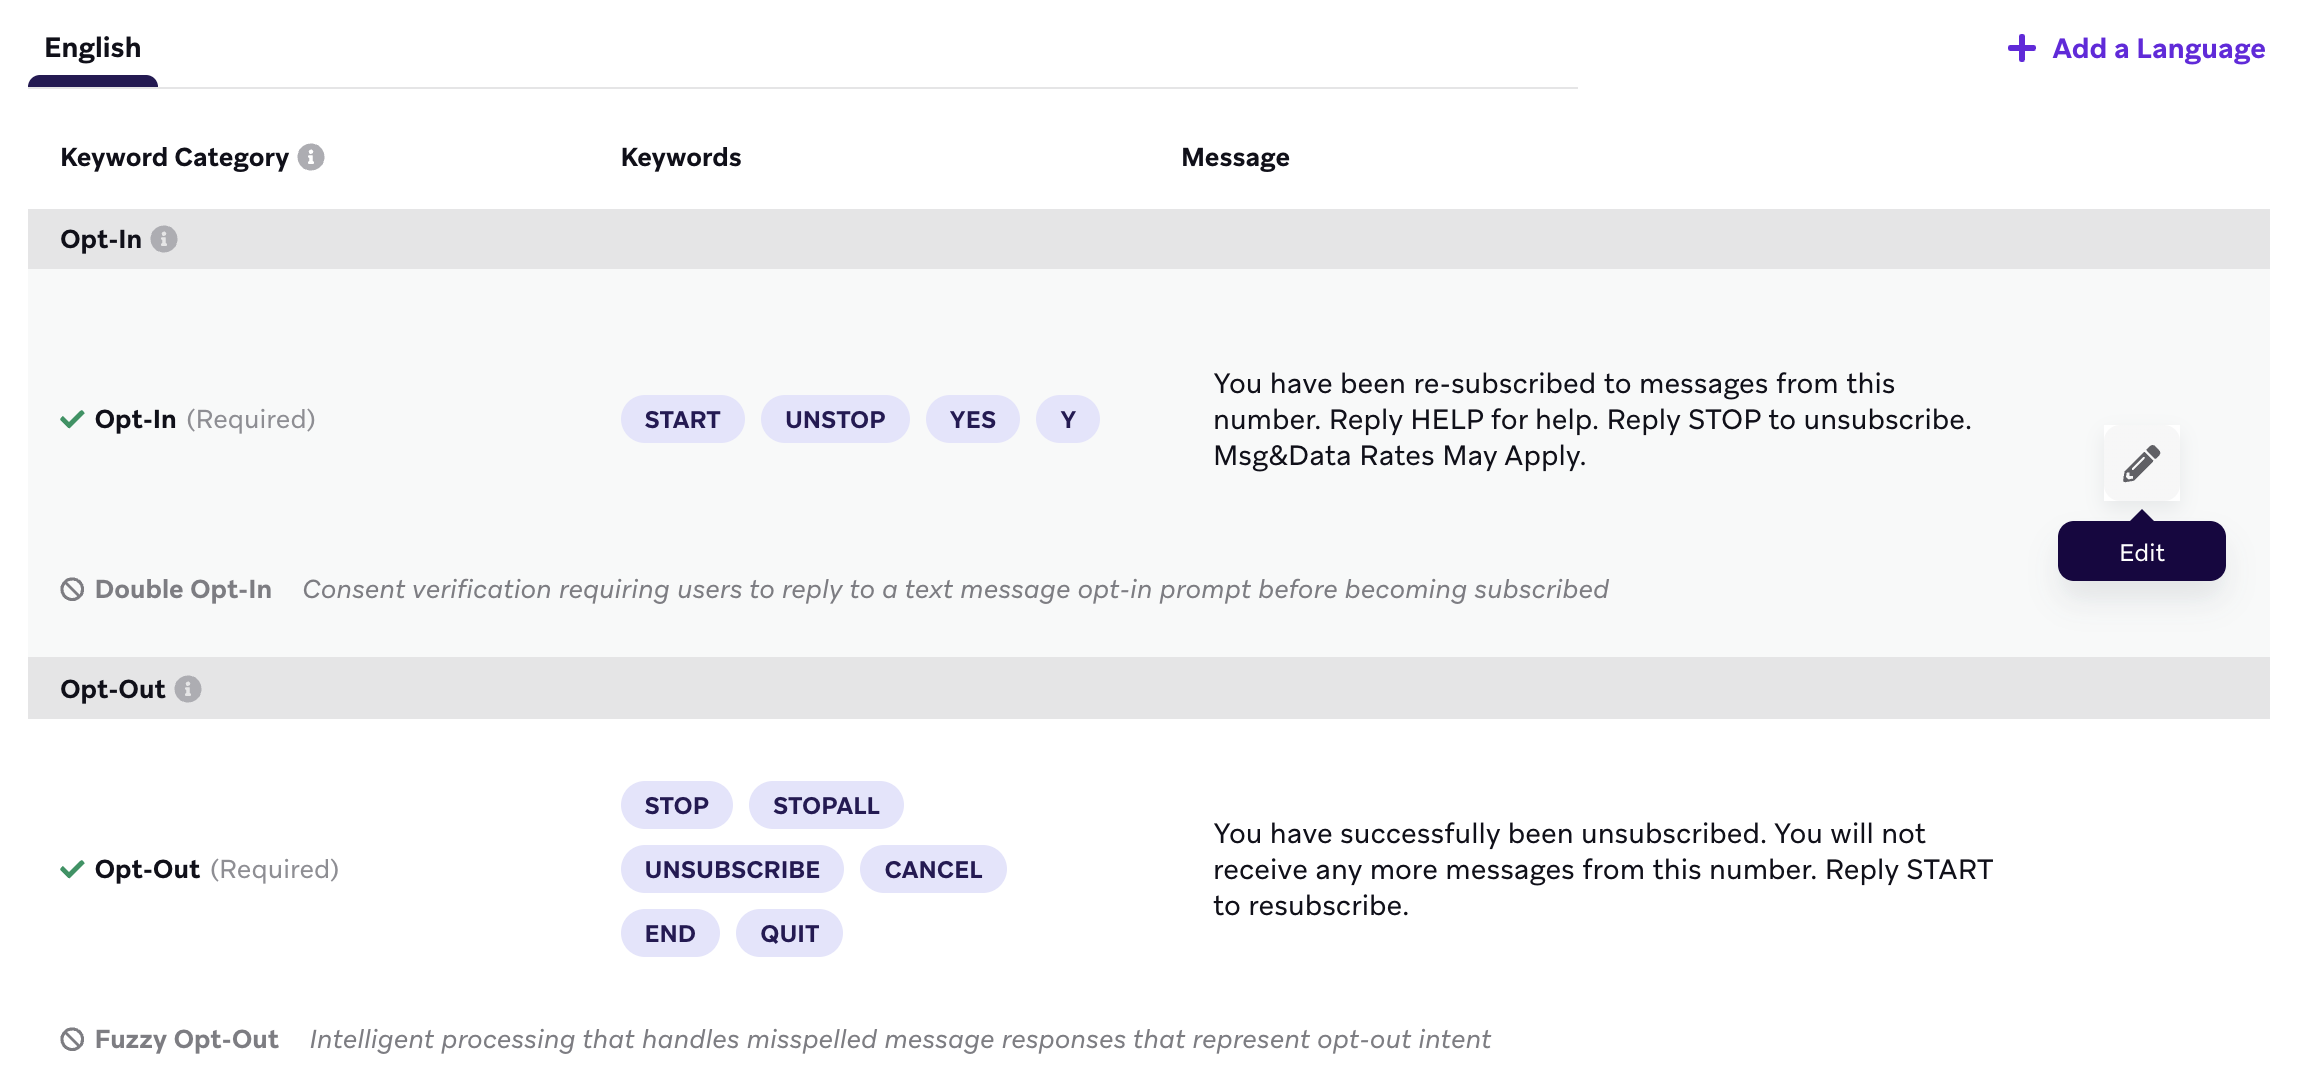 English
Add a Language
Keyword Category
Keywords
Message
Opt-In
Opt-In (Required)
START UNSTOP YES Y
You have been re-subscribed to messages from this
number. Reply HELP for help. Reply STOP to unsubscribe.
Msg&Data Rates May Apply.
Edit
Double Opt-In Consent verification requiring users to reply to a text message opt-in prompt before becoming subscribed
Opt-Out
Opt-Out (Required)
STOP STOPALL
UNSUBSCRIBE CANCEL
END QUIT
You have successfully been unsubscribed. You will not
receive any more messages from this number. Reply START
to resubscribe.
Fuzzy Opt-Out Intelligent processing that handles misspelled message responses that represent opt-out intent